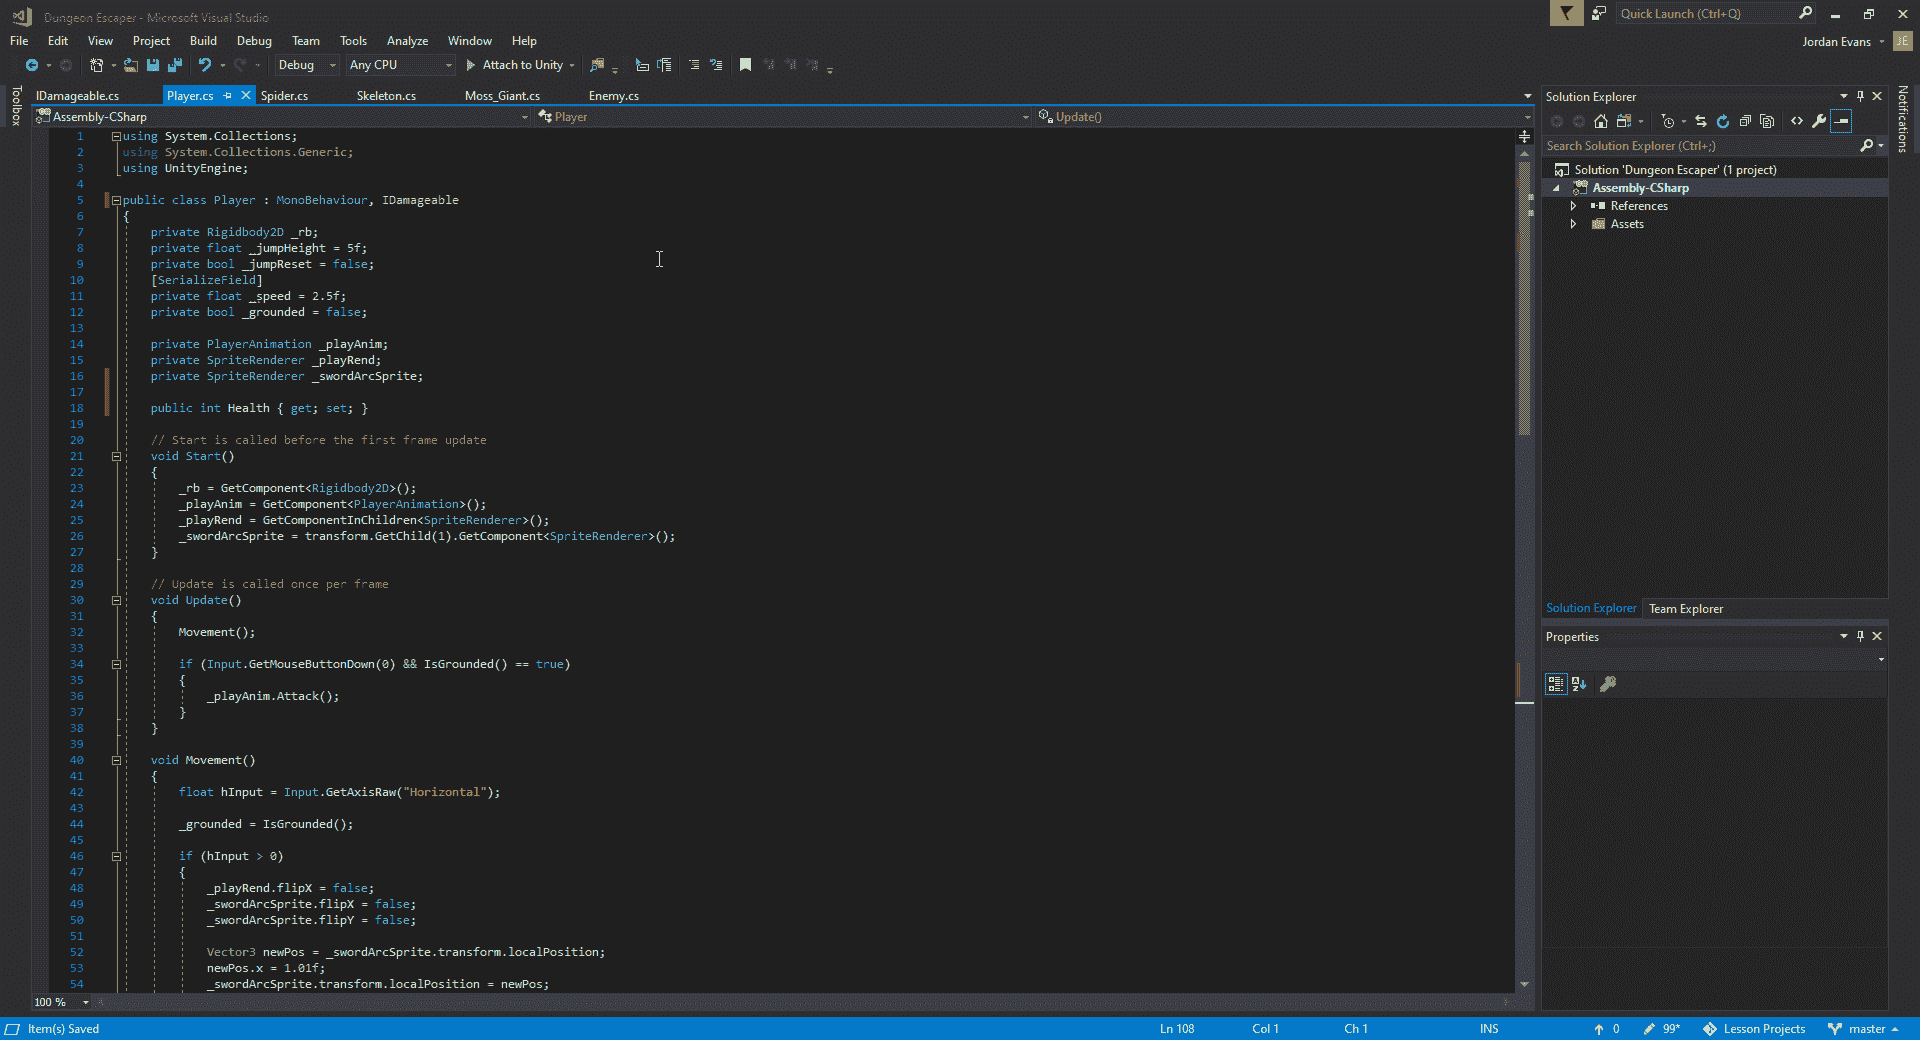 Dungeon Escaper - Microsoft Visual Studio
Quick Launch (Ctrl+Q)
File Edit View Project Build Debug Team Tools Analyze Window Help
Jordan Evans JE
Debug Any CPU Attach to Unity
Toolbox
IDamageable.cs Player.cs Spider.cs Skeleton.cs Moss_Giant.cs Enemy.cs
Assembly-CSharp Player Update()
1 using System.Collections;
2 using System.Collections.Generic;
3 using UnityEngine;
4
5 public class Player : MonoBehaviour, IDamageable
6 {
7 private Rigidbody2D _rb;
8 private float _jumpHeight = 5f;
9 private bool _jumpReset = false;
10 [SerializeField]
11 private float _speed = 2.5f;
12 private bool _grounded = false;
13
14 private PlayerAnimation _playAnim;
15 private SpriteRenderer _playRend;
16 private SpriteRenderer _swordArcSprite;
17
18 public int Health { get; set; }
19
20 // Start is called before the first frame update
21 void Start()
22 {
23 _rb = GetComponent<Rigidbody2D>();
24 _playAnim = GetComponent<PlayerAnimation>();
25 _playRend = GetComponentInChildren<SpriteRenderer>();
26 _swordArcSprite = transform.GetChild(1).GetComponent<SpriteRenderer>();
27 }
28
29 // Update is called once per frame
30 void Update()
31 {
32 Movement();
33
34 if (Input.GetMouseButtonDown(0) && IsGrounded() == true)
35 {
36 _playAnim.Attack();
37 }
38 }
39
40 void Movement()
41 {
42 float hInput = Input.GetAxisRaw("Horizontal");
43
44 _grounded = IsGrounded();
45
46 if (hInput > 0)
47 {
48 _playRend.flipX = false;
49 _swordArcSprite.flipX = false;
50 _swordArcSprite.flipY = false;
51
52 Vector3 newPos = _swordArcSprite.transform.localPosition;
53 newPos.x = 1.01f;
54 _swordArcSprite.transform.localPosition = newPos;
100 %
Solution Explorer
Search Solution Explorer (Ctrl+;)
Solution 'Dungeon Escaper' (1 project)
Assembly-CSharp
References
Assets
Solution Explorer Team Explorer
Properties
Notifications
Item(s) Saved Ln 108 Col 1 Ch 1 INS 0 99* Lesson Projects master